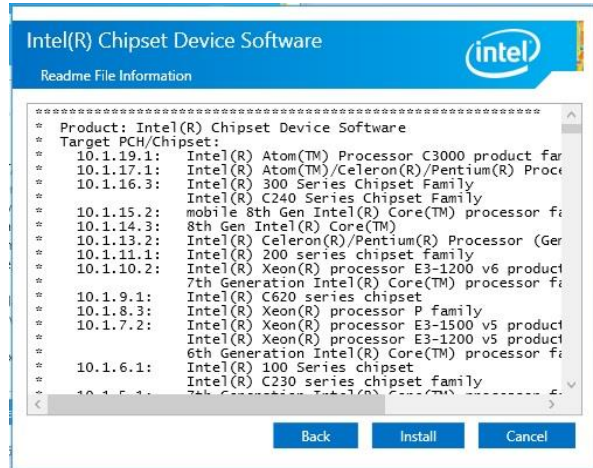 Intel(R) Chipset Device Software
intel
Readme File Information
************************************************************
* Product: Intel(R) Chipset Device Software
* Target PCH/Chipset:
* 10.1.19.1: Intel(R) Atom(TM) Processor C3000 product fam
* 10.1.17.1: Intel(R) Atom(TM)/Celeron(R)/Pentium(R) Proce
* 10.1.16.3: Intel(R) 300 Series Chipset Family
* Intel(R) C240 Series Chipset Family
* 10.1.15.2: mobile 8th Gen Intel(R) Core(TM) processor fa
* 10.1.14.3: 8th Gen Intel(R) Core(TM)
* 10.1.13.2: Intel(R) Celeron(R)/Pentium(R) Processor (Gem
* 10.1.11.1: Intel(R) 200 series chipset family
* 10.1.10.2: Intel(R) Xeon(R) processor E3-1200 v6 product
* 7th Generation Intel(R) Core(TM) processor fa
* 10.1.9.1: Intel(R) C620 series chipset
* 10.1.8.3: Intel(R) Xeon(R) processor P family
* 10.1.7.2: Intel(R) Xeon(R) processor E3-1500 v5 product
* Intel(R) Xeon(R) processor E3-1200 v5 product
* 6th Generation Intel(R) Core(TM) processor fa
* 10.1.6.1: Intel(R) 100 Series chipset
* Intel(R) C230 series chipset family
Back Install Cancel